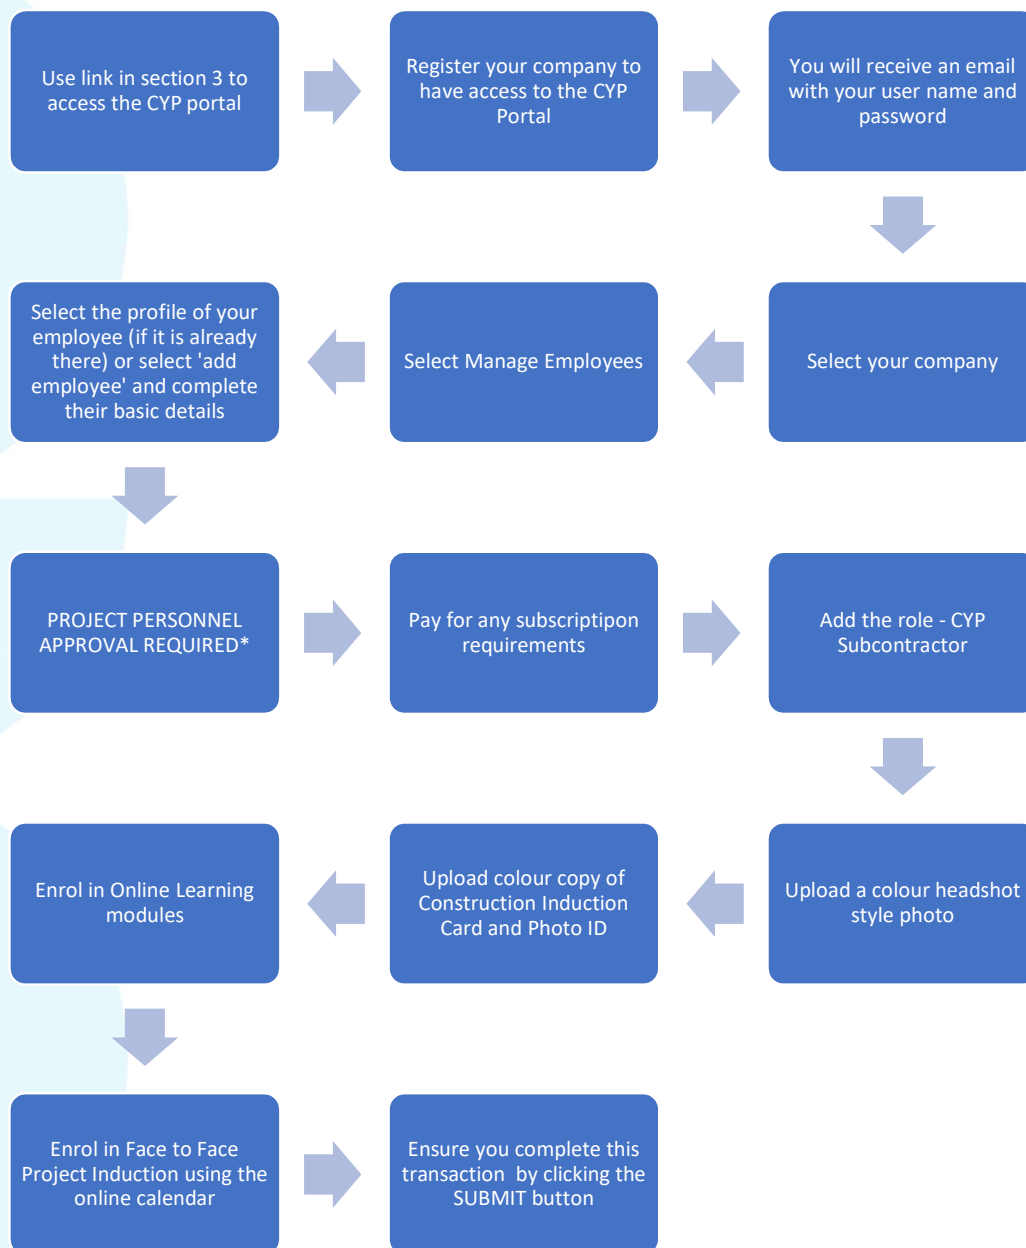 Use link in section 3 to
access the CYP portal
Register your company to
have access to the CYP
Portal
You will receive an email
with your user name and
password
Select your company
Select Manage Employees
Select the profile of your
employee (if it is already
there) or select 'add
employee' and complete
their basic details
PROJECT PERSONNEL
APPROVAL REQUIRED*
Pay for any subscriptipon
requirements
Add the role - CYP
Subcontractor
Upload a colour headshot
style photo
Upload colour copy of
Construction Induction
Card and Photo ID
Enrol in Online Learning
modules
Enrol in Face to Face
Project Induction using the
online calendar
Ensure you complete this
transaction by clicking the
SUBMIT button